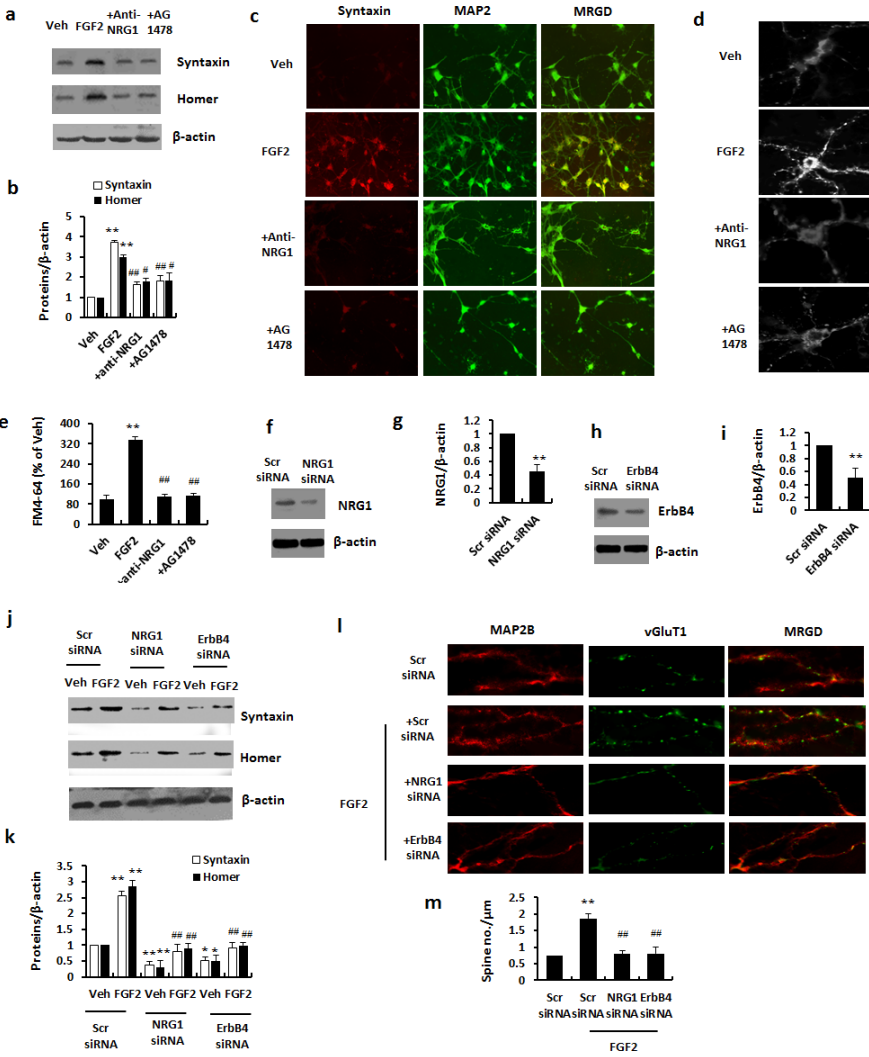 a
Veh FGF2 +Anti-NRG1 +AG 1478
Syntaxin
Homer
β-actin
b
Syntaxin
Homer
Proteins/β-actin
5
4
3
2
1
0
** ** ## # ## #
Veh
FGF2
+anti-NRG1
+AG1478
c
Syntaxin MAP2 MRGD
Veh
FGF2
+Anti-
NRG1
+AG
1478
d
Veh
FGF2
+Anti-
NRG1
+AG
1478
e
FM4-64 (% of Veh)
400
320
240
160
80
0
** ## ##
Veh
FGF2
+anti-NRG1
+AG1478
f
Scr siRNA NRG1 siRNA
NRG1
β-actin
g
NRG1/β-actin
1.2
1
0.8
0.6
0.4
0.2
0
**
Scr siRNA
NRG1 siRNA
h
Scr siRNA ErbB4 siRNA
ErbB4
β-actin
i
ErbB4/β-actin
1.2
1
0.8
0.6
0.4
0.2
0
**
Scr siRNA
ErbB4 siRNA
j
Scr siRNA NRG1 siRNA ErbB4 siRNA
Veh FGF2 Veh FGF2 Veh FGF2
Syntaxin
Homer
β-actin
k
Syntaxin
Homer
Proteins/β-actin
3.5
3
2.5
2
1.5
1
0.5
0
** ** ** ** ## ## * * ## ##
Veh FGF2 Veh FGF2 Veh FGF2
Scr siRNA NRG1 siRNA ErbB4 siRNA
l
MAP2B vGluT1 MRGD
Scr
siRNA
+Scr
siRNA
+NRG1
siRNA
+ErbB4
siRNA
FGF2
m
Spine no./μm
2.5
2
1.5
1
0.5
0
** ## ##
Scr Scr NRG1 ErbB4
siRNA siRNA siRNA siRNA
FGF2